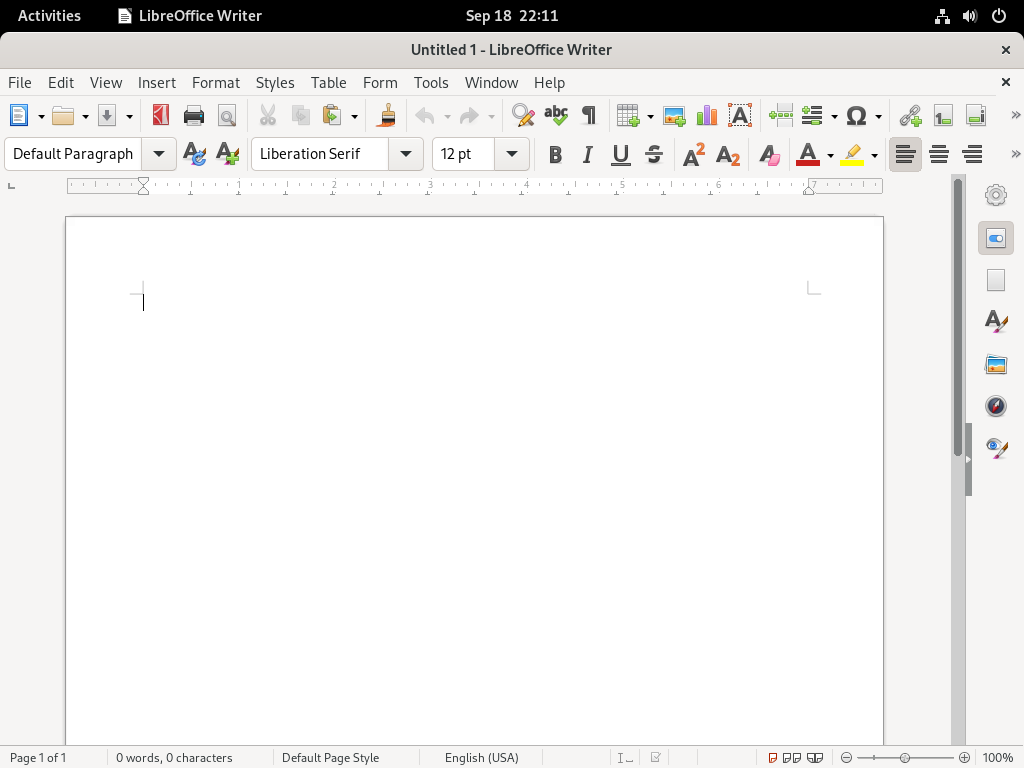 Activities LibreOffice Writer Sep 18 22:11
Untitled 1 - LibreOffice Writer
File Edit View Insert Format Styles Table Form Tools Window Help
Default Paragraph Liberation Serif 12 pt
1 2 3 4 5 6 7
Page 1 of 1 0 words, 0 characters Default Page Style English (USA) 100%